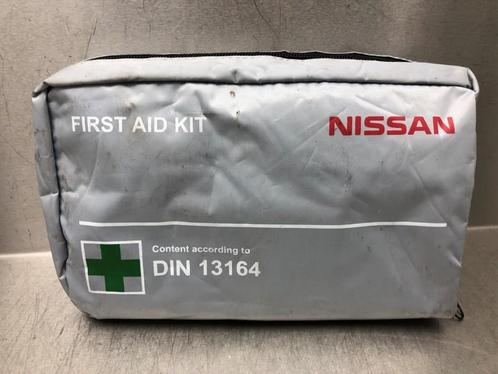 FIRST AID KIT
NISSAN
Content according to
DIN 13164